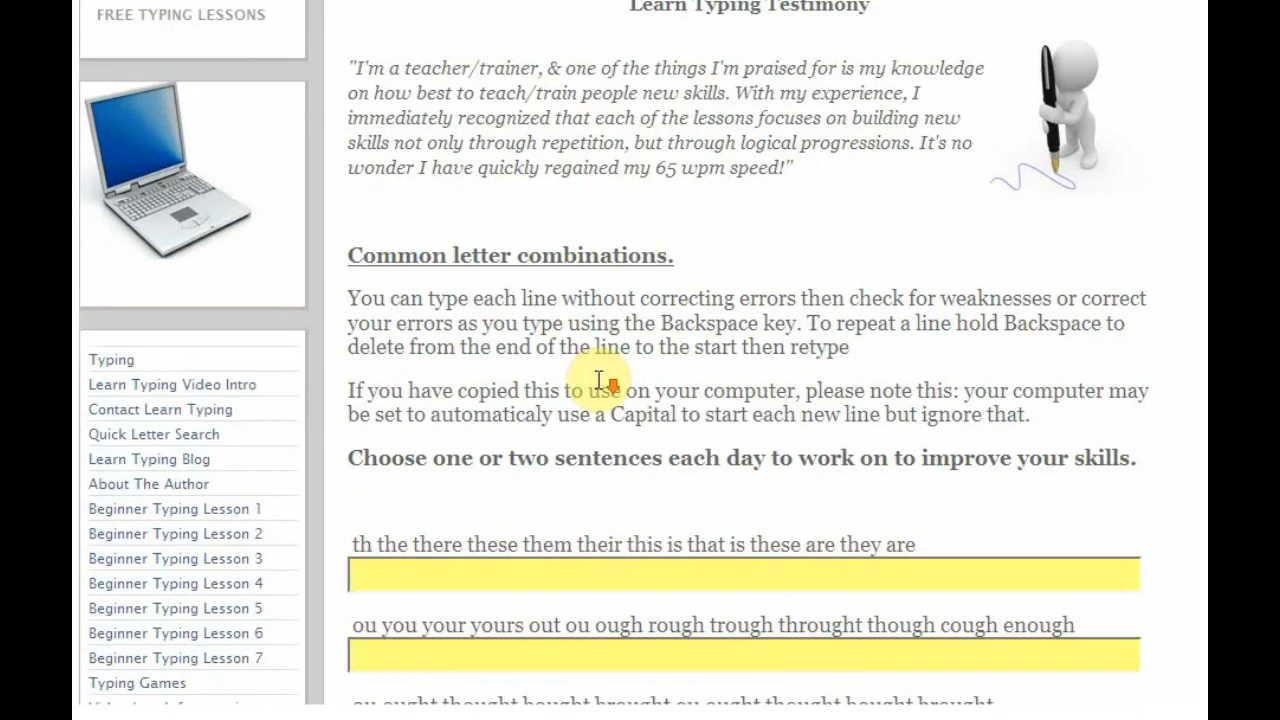 FREE TYPING LESSONS
Learn Typing Testimony
"I'm a teacher/trainer, & one of the things I'm praised for is my knowledge
on how best to teach/train people new skills. With my experience, I
immediately recognized that each of the lessons focuses on building new
skills not only through repetition, but through logical progressions. It's no
wonder I have quickly regained my 65 wpm speed!"
Common letter combinations.
You can type each line without correcting errors then check for weaknesses or correct
your errors as you type using the Backspace key. To repeat a line hold Backspace to
delete from the end of the line to the start then retype
If you have copied this to use on your computer, please note this: your computer may
be set to automaticaly use a Capital to start each new line but ignore that.
Choose one or two sentences each day to work on to improve your skills.
th the there these them their this is that is these are they are
ou you your yours out ou ough rough trough throught though cough enough
ou ought thought bought brought ou ought thought bought brought
Typing
Learn Typing Video Intro
Contact Learn Typing
Quick Letter Search
Learn Typing Blog
About The Author
Beginner Typing Lesson 1
Beginner Typing Lesson 2
Beginner Typing Lesson 3
Beginner Typing Lesson 4
Beginner Typing Lesson 5
Beginner Typing Lesson 6
Beginner Typing Lesson 7
Typing Games